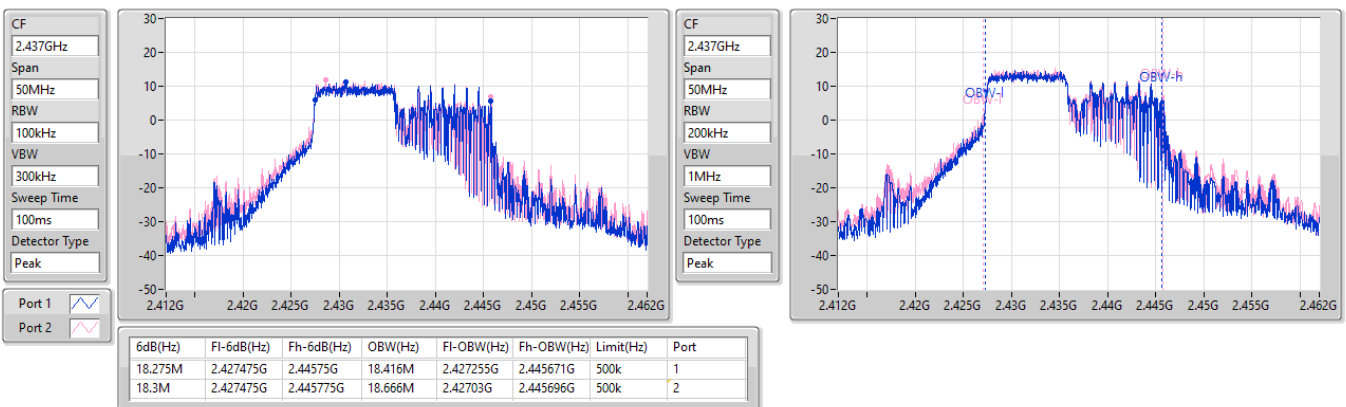 CF
2.437GHz
Span
50MHz
RBW
100kHz
VBW
300kHz
Sweep Time
100ms
Detector Type
Peak
Port 1
Port 2
30
20
10
0
-10
-20
-30
-40
-50
2.412G 2.42G 2.425G 2.43G 2.435G 2.44G 2.445G 2.45G 2.455G 2.462G
CF
2.437GHz
Span
50MHz
RBW
200kHz
VBW
1MHz
Sweep Time
100ms
Detector Type
Peak
30
20
10
0
-10
-20
-30
-40
-50
OBW-l
OBW-l
OBW-h
2.412G 2.42G 2.425G 2.43G 2.435G 2.44G 2.445G 2.45G 2.455G 2.462G
6dB(Hz) Fl-6dB(Hz) Fh-6dB(Hz) OBW(Hz) Fl-OBW(Hz) Fh-OBW(Hz) Limit(Hz) Port
18.275M 2.427475G 2.44575G 18.416M 2.427255G 2.445671G 500k 1
18.3M 2.427475G 2.445775G 18.666M 2.42703G 2.445696G 500k 2